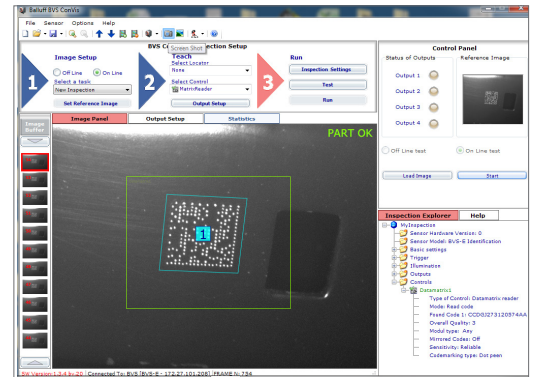 Balluff BVS ConVis
File Sensor Options Help
Screen Shot
BVS Co ection Setup
1
Image Setup
Off Line On Line
Select a task
New Inspection
Set Reference Image
2
Teach
Select Locator
None
Select Control
MatrixReader
Output Setup
3
Run
Inspection Settings
Test
Run
Control Panel
Status of Outputs
Reference Image
Output 1
Output 2
Output 3
Output 4
Off Line test
On Line test
Load Image
Start
Image Buffer
Image Panel
Output Setup
Statistics
PART OK
1
Inspection Explorer
Help
MyInspection
Sensor Hardware Version: 0
Sensor Model: BVS-E Identification
Basic settings
Trigger
Illumination
Outputs
Controls
Datamatrix1
Type of Control: Datamatrix reader
Mode: Read code
Found Code 1: CCDGJ273120574AA
Overall Quality: 3
Modul type: Any
Mirrored Codes: Off
Sensitivity: Reliable
Codemarking type: Dot peen
SW Version:1.3.4 bv.20 Connected To: BVS [BVS-E - 172.27.101.208] FRAME N:734